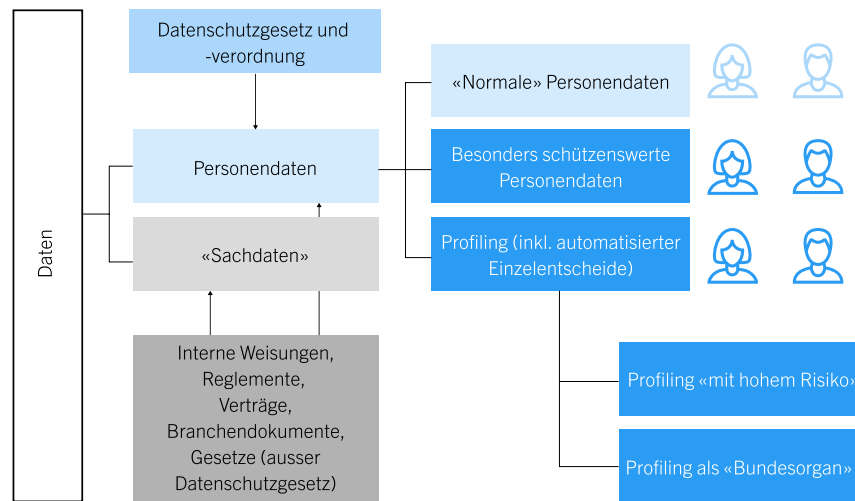 Daten
Datenschutzgesetz und
-verordnung
Personendaten
«Sachdaten»
Interne Weisungen,
Reglemente,
Verträge,
Branchendokumente,
Gesetze (ausser
Datenschutzgesetz)
«Normale» Personendaten
Besonders schützenswerte
Personendaten
Profiling (inkl. automatisierter
Einzelentscheide)
Profiling «mit hohem Risiko»
Profiling als «Bundesorgan»